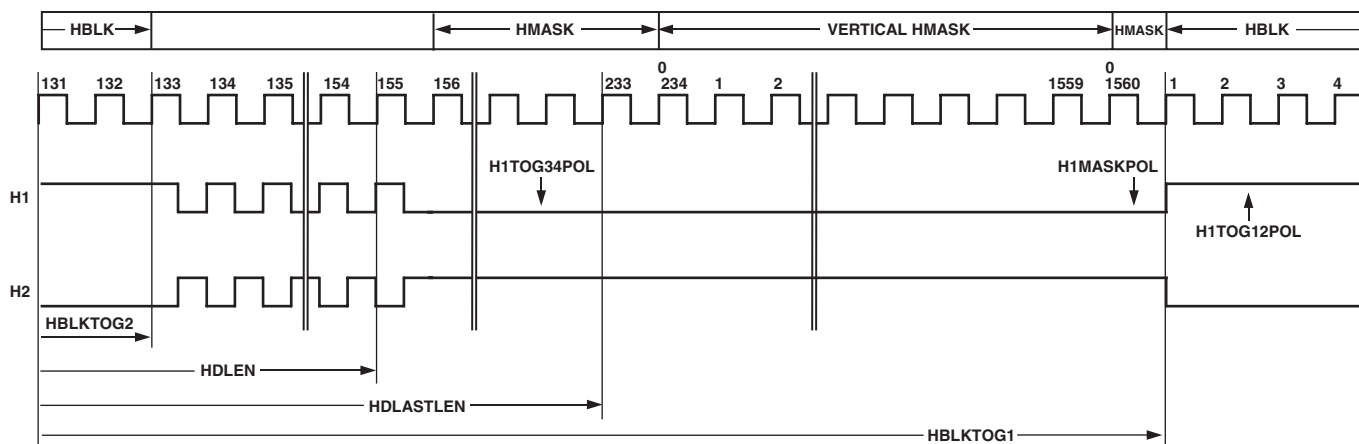 HBLK HMASK VERTICAL HMASK HMASK HBLK
0 0
131 132 133 134 135 154 155 156 233 234 1 2 1559 1560 1 2 3 4
H1TOG34POL H1MASKPOL
H1
H1TOG12POL
H2
HBLKTOG2
HDLEN
HDLASTLEN
HBLKTOG1